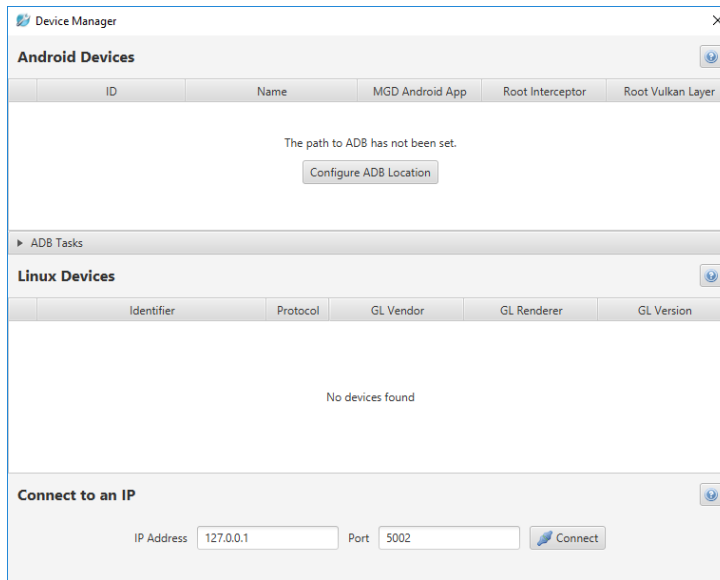 Device Manager
Android Devices
ID Name MGD Android App Root Interceptor Root Vulkan Layer
The path to ADB has not been set.
Configure ADB Location
ADB Tasks
Linux Devices
Identifier Protocol GL Vendor GL Renderer GL Version
No devices found
Connect to an IP
IP Address 127.0.0.1 Port 5002 Connect